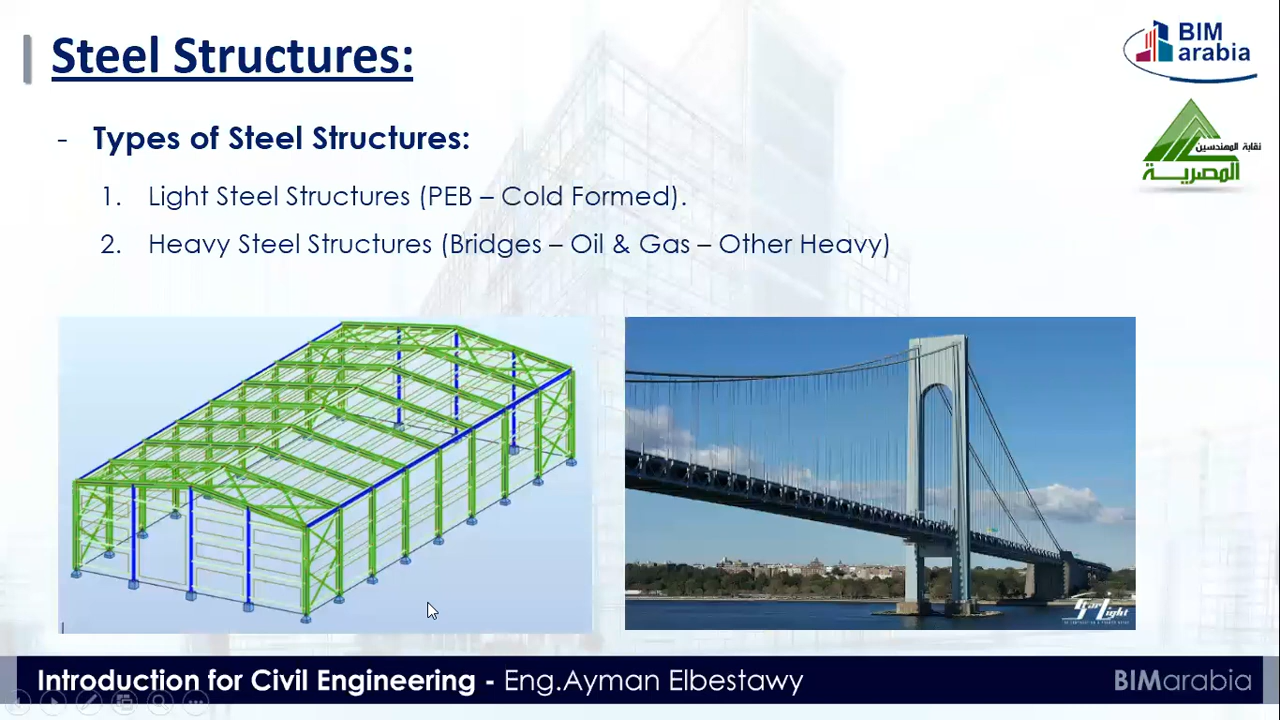 Steel Structures:
BIM
arabia
- Types of Steel Structures:
نقابة المهندسين
المصرية
1. Light Steel Structures (PEB – Cold Formed).
2. Heavy Steel Structures (Bridges – Oil & Gas – Other Heavy)
Introduction for Civil Engineering - Eng.Ayman Elbestawy
BIMarabia